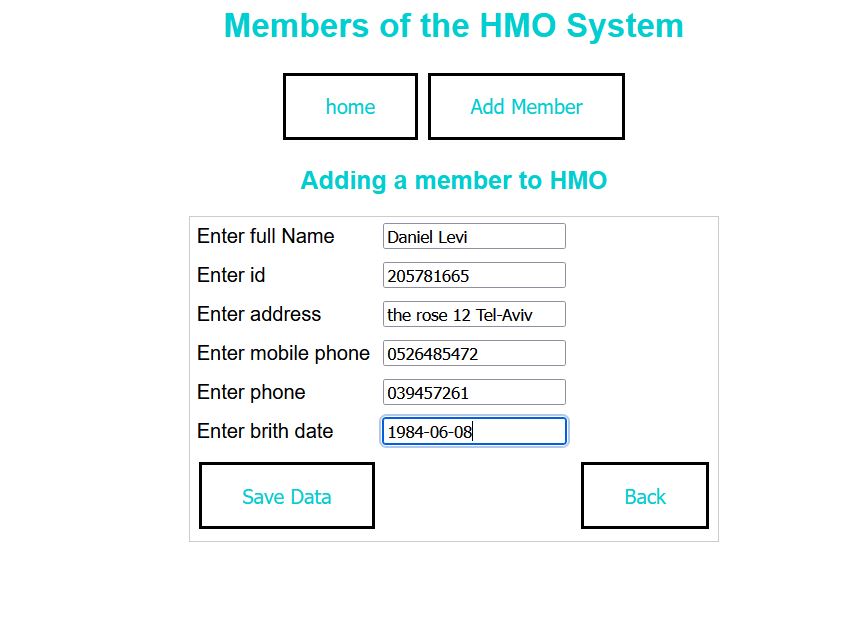 Members of the HMO System
home Add Member
Adding a member to HMO
Enter full Name Daniel Levi
Enter id 205781665
Enter address the rose 12 Tel-Aviv
Enter mobile phone 0526485472
Enter phone 039457261
Enter brith date 1984-06-08
Save Data Back